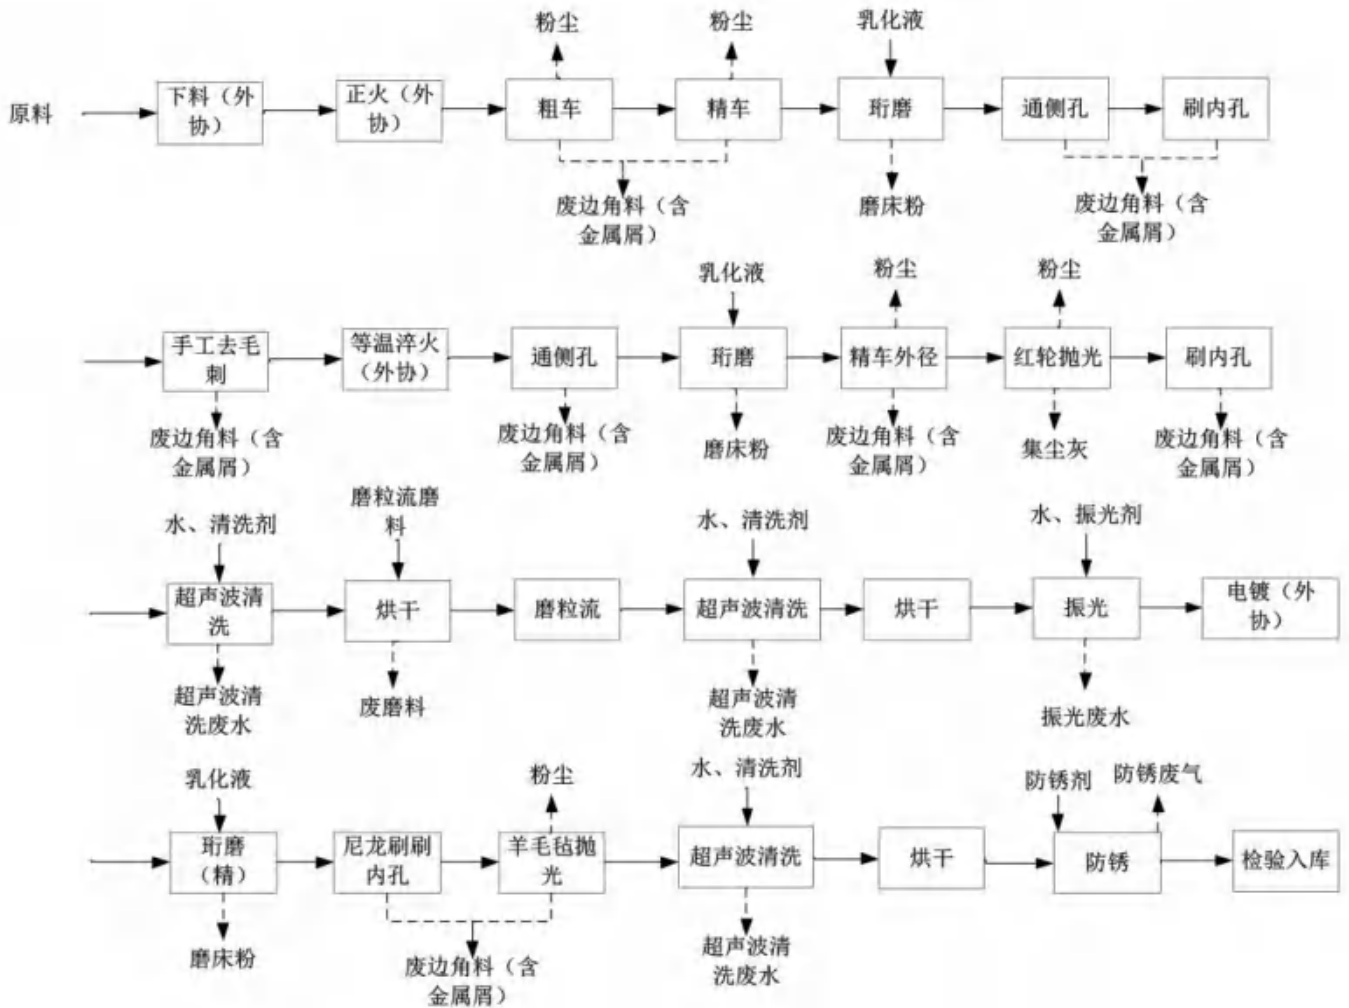 粉尘
粉尘
乳化液
原料
下料（外
协）
正火（外
协）
粗车
精车
珩磨
通侧孔
刷内孔
废边角料（含
金属屑）
磨床粉
废边角料（含
金属屑）
乳化液
粉尘
粉尘
手工去毛
刺
等温淬火
（外协）
通侧孔
珩磨
精车外径
红轮抛光
刷内孔
废边角料（含
金属屑）
废边角料（含
金属屑）
磨床粉
废边角料（含
金属屑）
集尘灰
废边角料（含
金属屑）
水、清洗剂
磨粒流磨
料
水、清洗剂
水、振光剂
超声波清
洗
烘干
磨粒流
超声波清洗
烘干
振光
电镀（外
协）
超声波清
洗废水
废磨料
超声波清
洗废水
振光废水
乳化液
粉尘
水、清洗剂
防锈剂
防锈废气
珩磨
（精）
尼龙刷刷
内孔
羊毛毡抛
光
超声波清洗
烘干
防锈
检验入库
磨床粉
废边角料（含
金属屑）
超声波清
洗废水